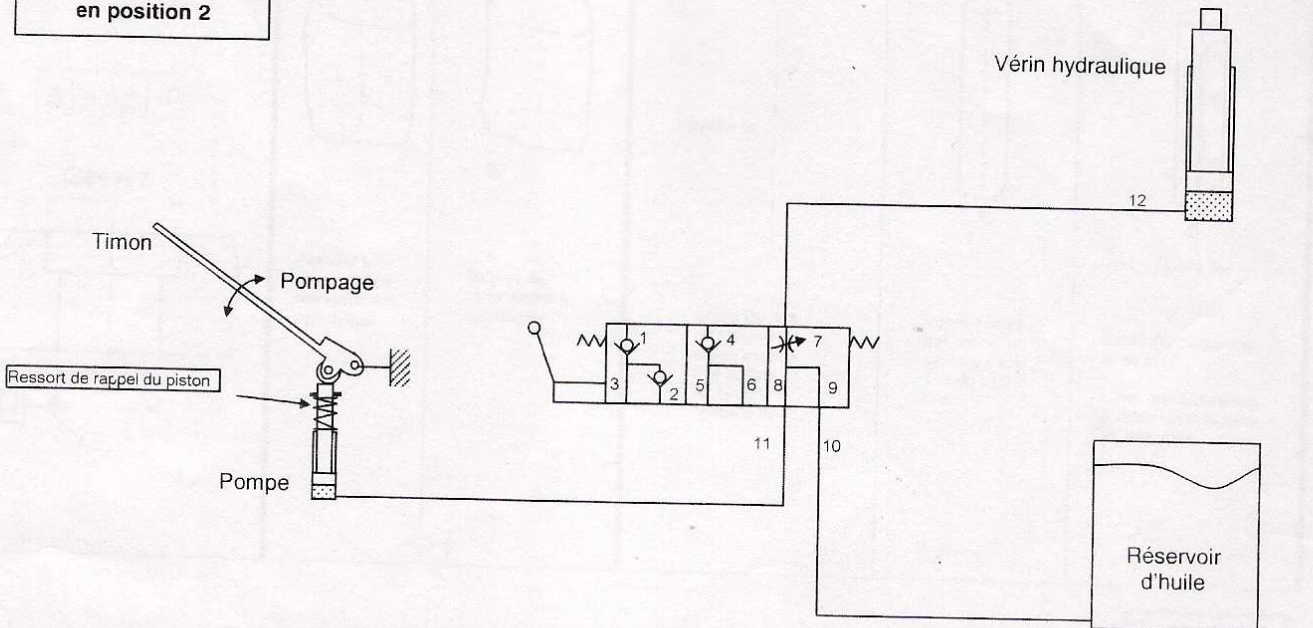 en position 2
Vérin hydraulique
12
Timon
Pompage
1
4
7
Ressort de rappel du piston
3
2
5
6
8
9
11
10
Pompe
Réservoir
d'huile